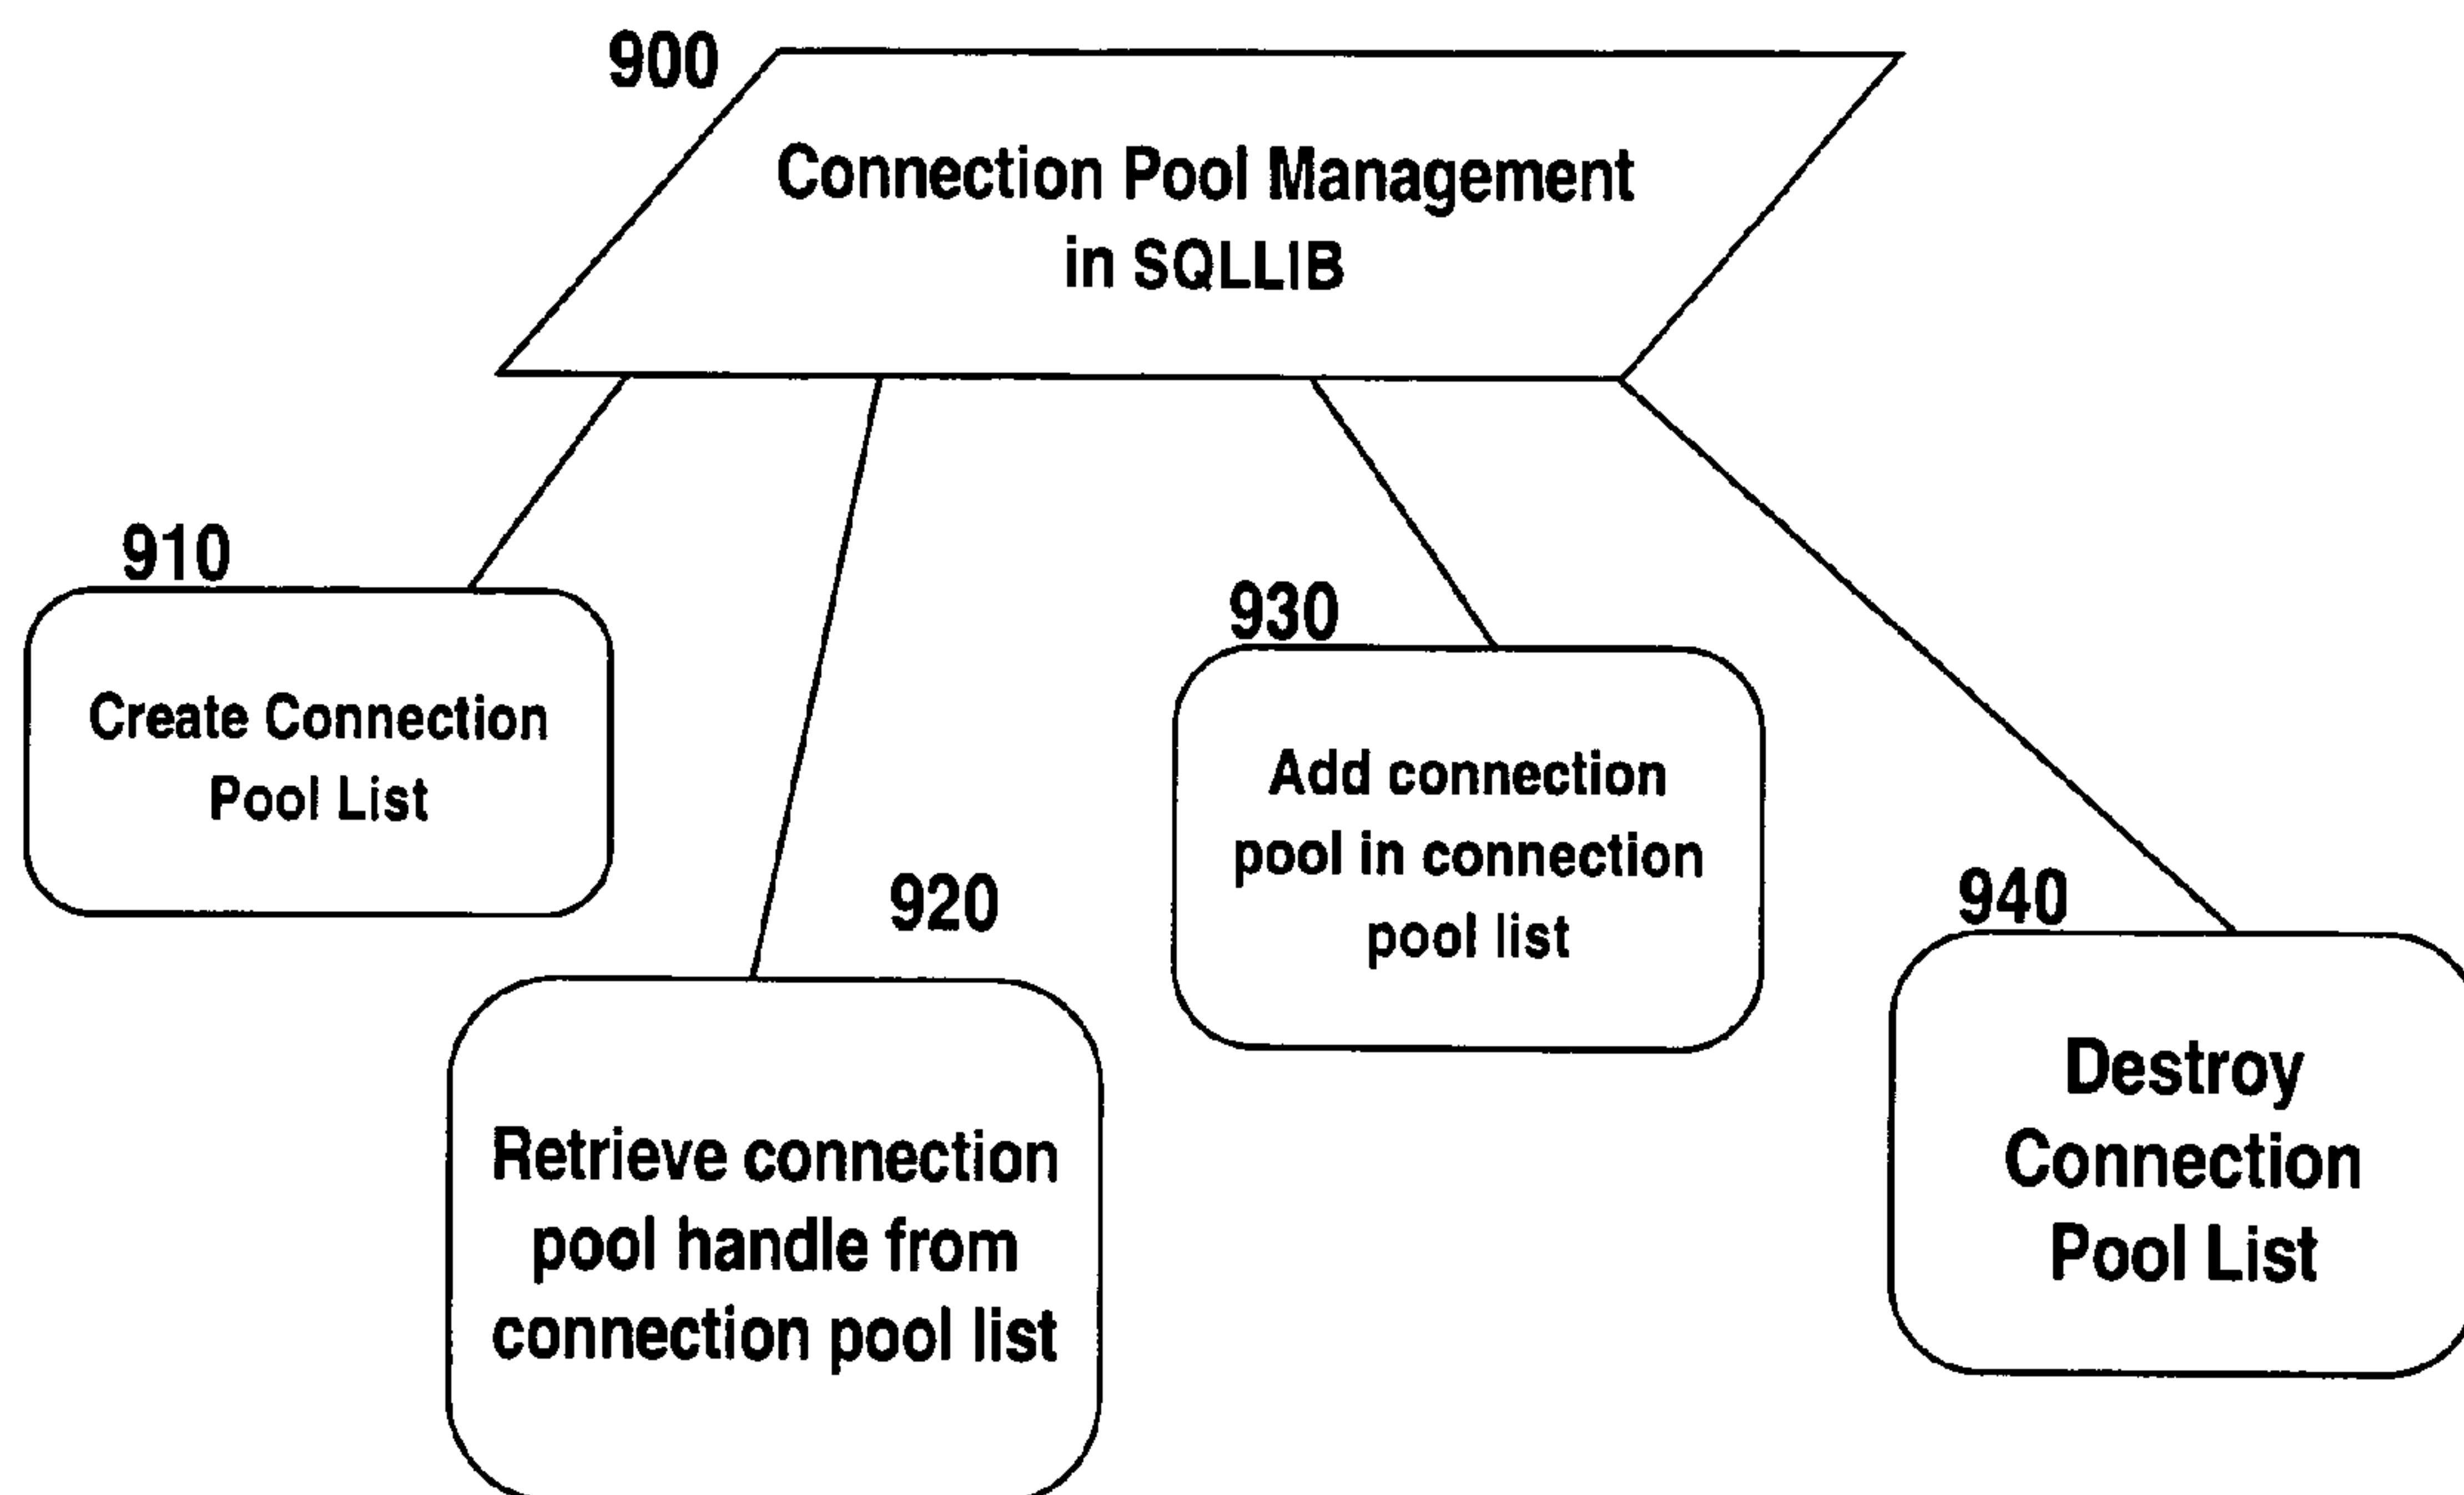 900
Connection Pool Management
in SQLLIB
910
Create Connection
Pool List
920
Retrieve connection
pool handle from
connection pool list
930
Add connection
pool in connection
pool list
940
Destroy
Connection
Pool List